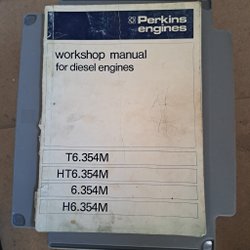 Perkins
engines
workshop manual
for diesel engines
T6.354M
HT6.354M
6.354M
H6.354M